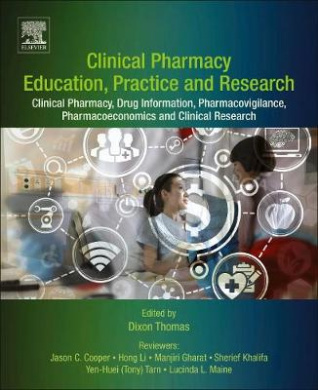 ELSEVIER
Clinical Pharmacy
Education, Practice and Research
Clinical Pharmacy, Drug Information, Pharmacovigilance,
Pharmacoeconomics and Clinical Research
Edited by
Dixon Thomas
Reviewers:
Jason C. Cooper • Hong Li • Manjiri Gharat • Sherief Khalifa
Yen-Huei (Tony) Tarn • Lucinda L. Maine